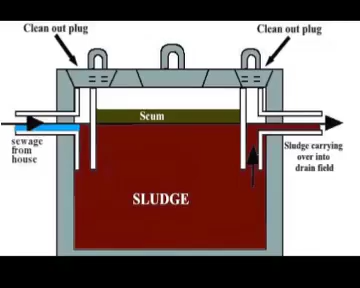 Clean out plug
Clean out plug
Scum
sewage
from
house
Sludge carrying
over into
drain field
SLUDGE